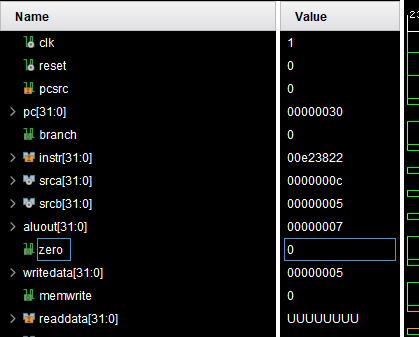 Name Value 23
clk 1
reset 0
pcsrc 0
pc[31:0] 00000030
branch 0
instr[31:0] 00e23822
srca[31:0] 0000000c
srcb[31:0] 00000005
aluout[31:0] 00000007
zero 0
writedata[31:0] 00000005
memwrite 0
readdata[31:0] UUUUUUUU